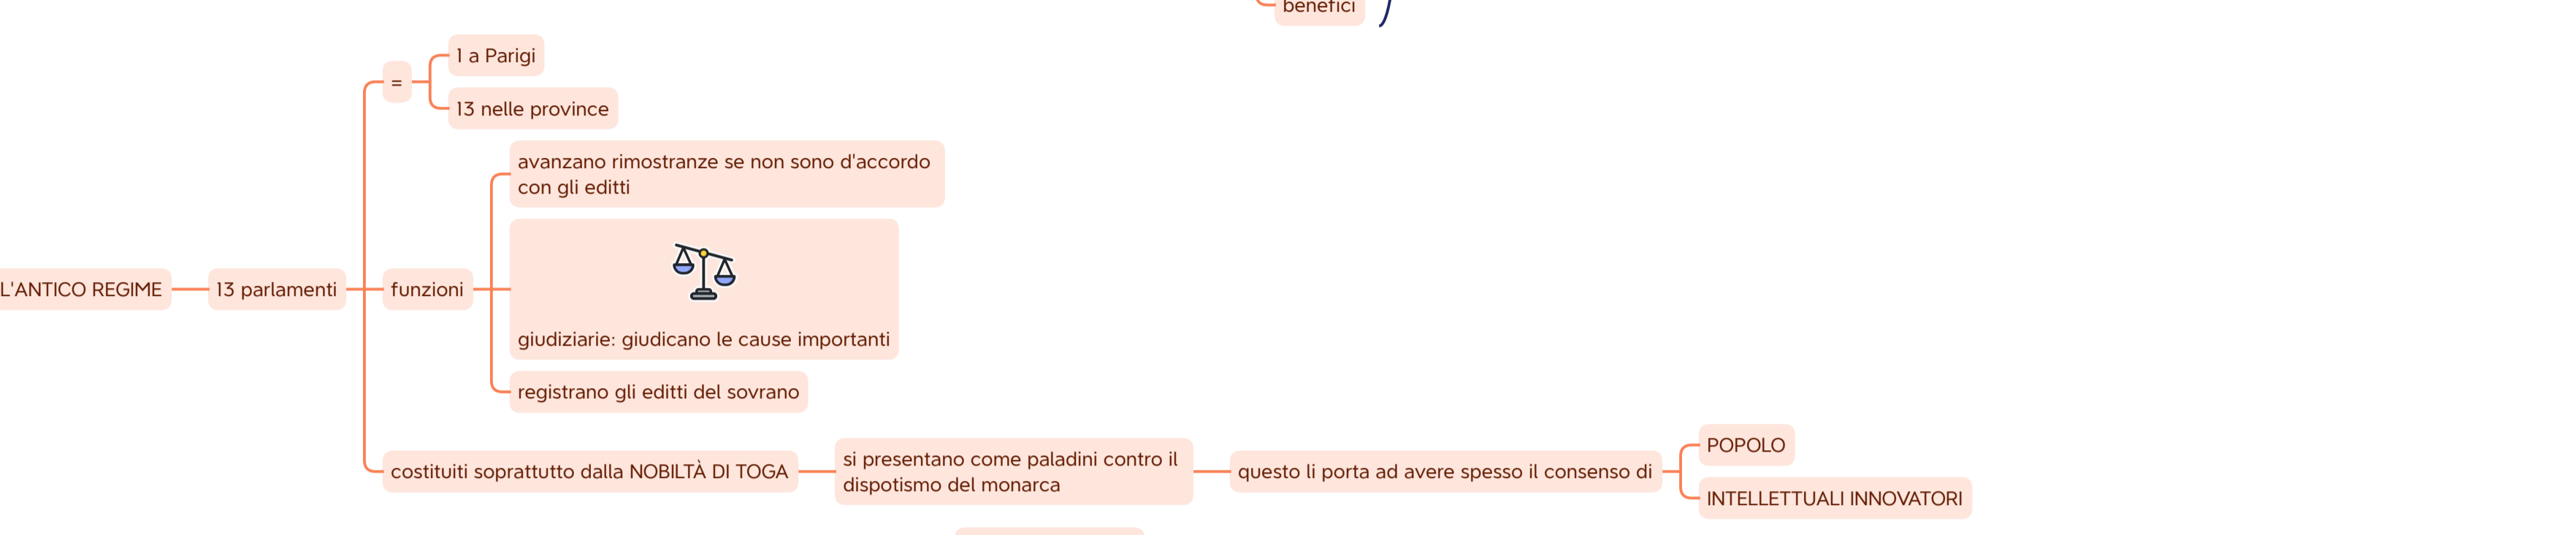 benefici
1 a Parigi
=
13 nelle province
avanzano rimostranze se non sono d'accordo
con gli editti
L'ANTICO REGIME
13 parlamenti
funzioni
giudiziarie: giudicano le cause importanti
registrano gli editti del sovrano
costituiti soprattutto dalla NOBILTÀ DI TOGA
si presentano come paladini contro il
dispotismo del monarca
questo li porta ad avere spesso il consenso di
POPOLO
INTELLETTUALI INNOVATORI